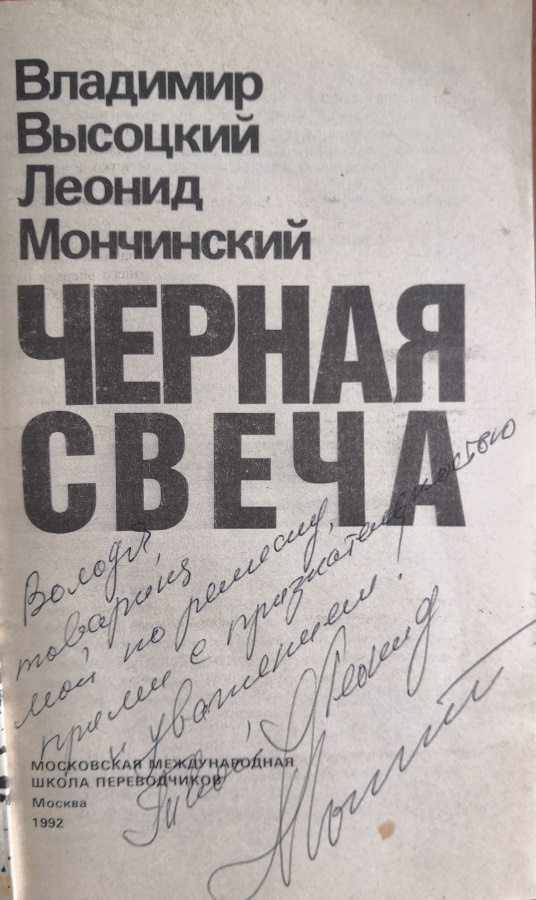 Владимир
Высоцкий
Леонид
Мончинский
ЧЕРНАЯ
СВЕЧА
Володя,
товарищ
мой по ремеслу,
прими с признательностью
и уважением!
Твой Леонид
МОСКОВСКАЯ МЕЖДУНАРОДНАЯ
ШКОЛА ПЕРЕВОДЧИКОВ
Москва
1992